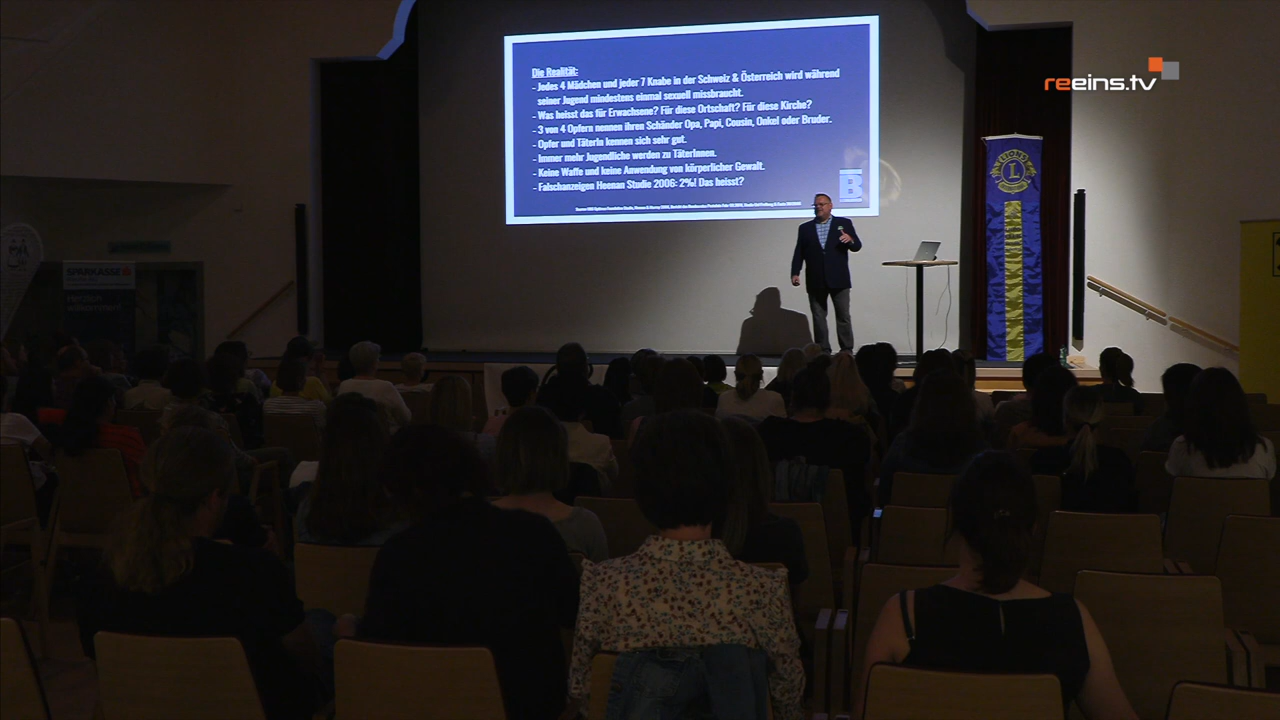 reeins.tv
Die Realität:
- Jedes 4 Mädchen und jeder 7 Knabe in der Schweiz & Österreich wird während
seiner Jugend mindestens einmal sexuell missbraucht.
- Was heisst das für Erwachsene? Für diese Ortschaft? Für diese Kirche?
- 3 von 4 Opfern nennen ihren Schänder Opa, Papi, Cousin, Onkel oder Bruder.
- Opfer und TäterIn kennen sich sehr gut.
- Immer mehr Jugendliche werden zu TäterInnen.
- Keine Waffe und keine Anwendung von körperlicher Gewalt.
- Falschanzeigen Heenan Studie 2006: 2%! Das heisst?
B
LIONS
L
SPARKASSE